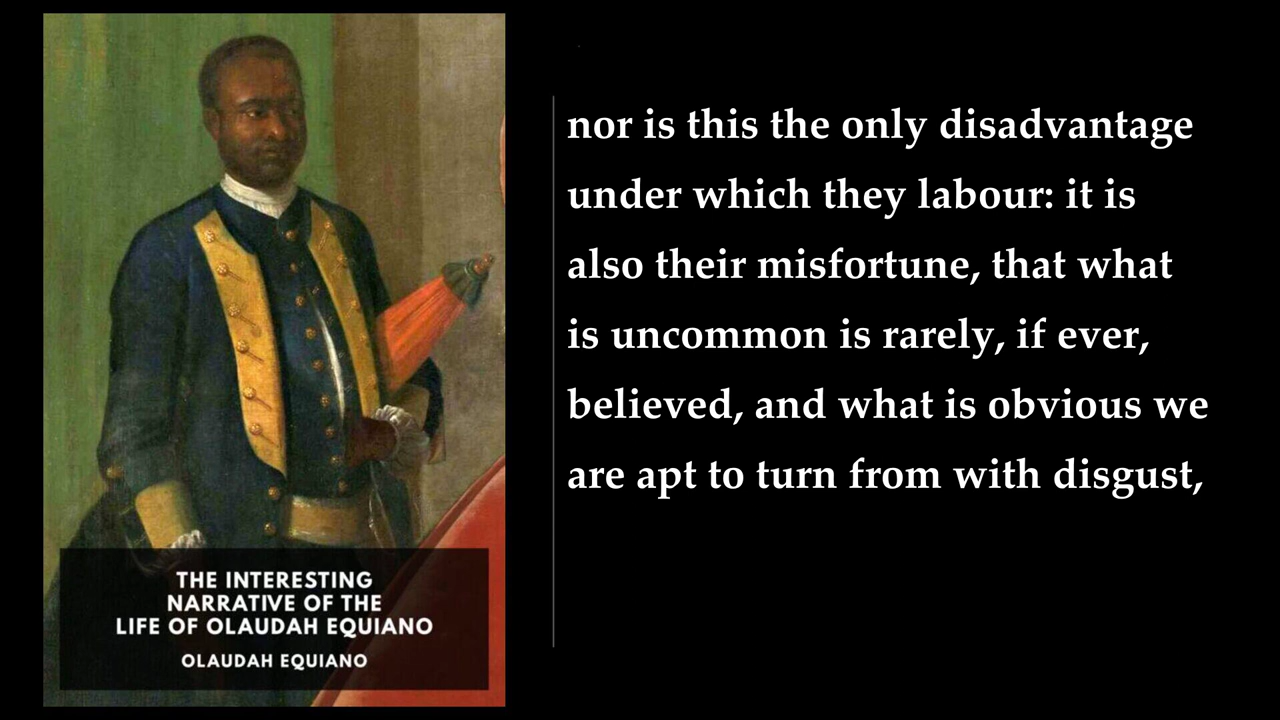 nor is this the only disadvantage
under which they labour: it is
also their misfortune, that what
is uncommon is rarely, if ever,
believed, and what is obvious we
are apt to turn from with disgust,
THE INTERESTING
NARRATIVE OF THE
LIFE OF OLAUDAH EQUIANO
OLAUDAH EQUIANO